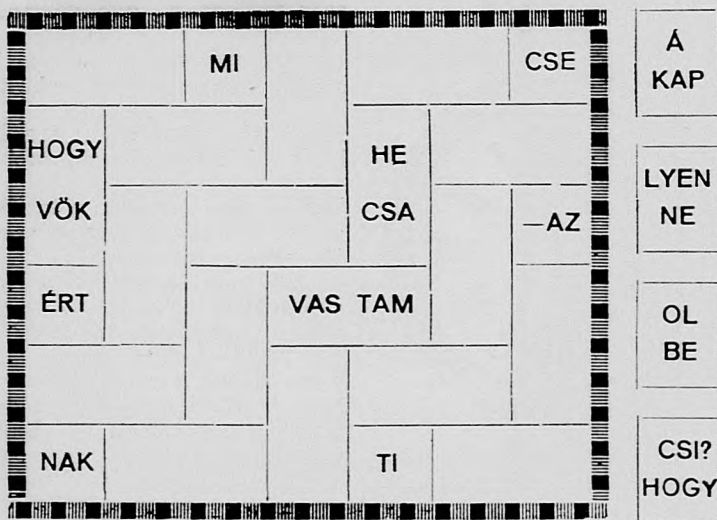 MI CSE
HOGY HE
VÖK CSA —AZ
ÉRT VAS TAM
NAK TI
Á
KAP
LYEN
NE
OL
BE
CSI?
HOGY